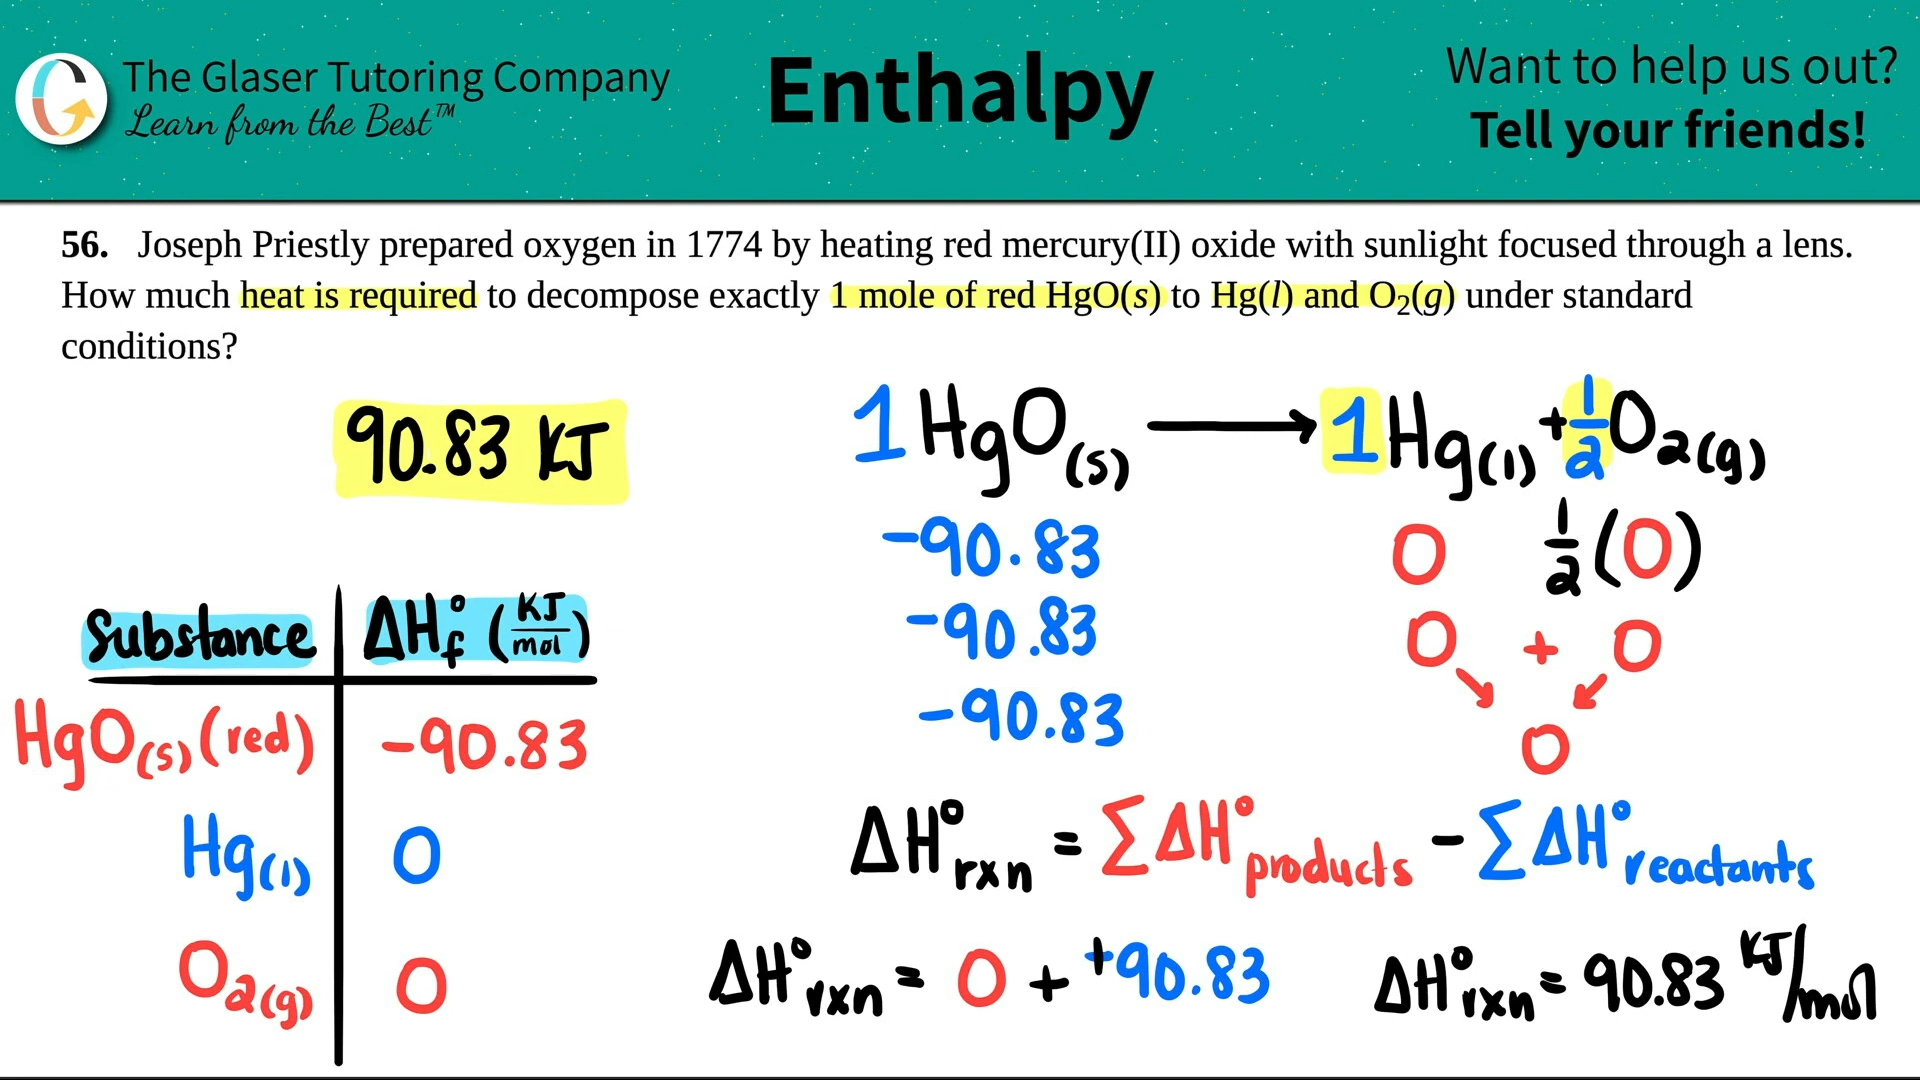 The Glaser Tutoring Company
Learn from the Best™
Enthalpy
Want to help us out?
Tell your friends!
56. Joseph Priestly prepared oxygen in 1774 by heating red mercury(II) oxide with sunlight focused through a lens.
How much heat is required to decompose exactly 1 mole of red HgO(s) to Hg(l) and O₂(g) under standard
conditions?
90.83 KJ
1 HgO(s) ⟶ 1 Hg(l) + ½ O₂(g)
-90.83 0 ½(0)
-90.83 0 + 0
-90.83 0
Substance ΔH°f (KJ/mol)
HgO(s) (red) -90.83
Hg(l) 0
O₂(g) 0
ΔH°rxn = ΣΔH°products - ΣΔH°reactants
ΔH°rxn = 0 + +90.83
ΔH°rxn = 90.83 KJ/mol